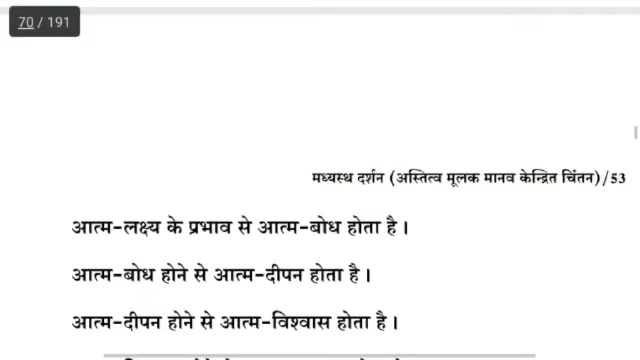 70 / 191
मध्यस्थ दर्शन (अस्तित्व मूलक मानव केन्द्रित चिंतन)/53
आत्म-लक्ष्य के प्रभाव से आत्म-बोध होता है।
आत्म-बोध होने से आत्म-दीपन होता है।
आत्म-दीपन होने से आत्म-विश्वास होता है।